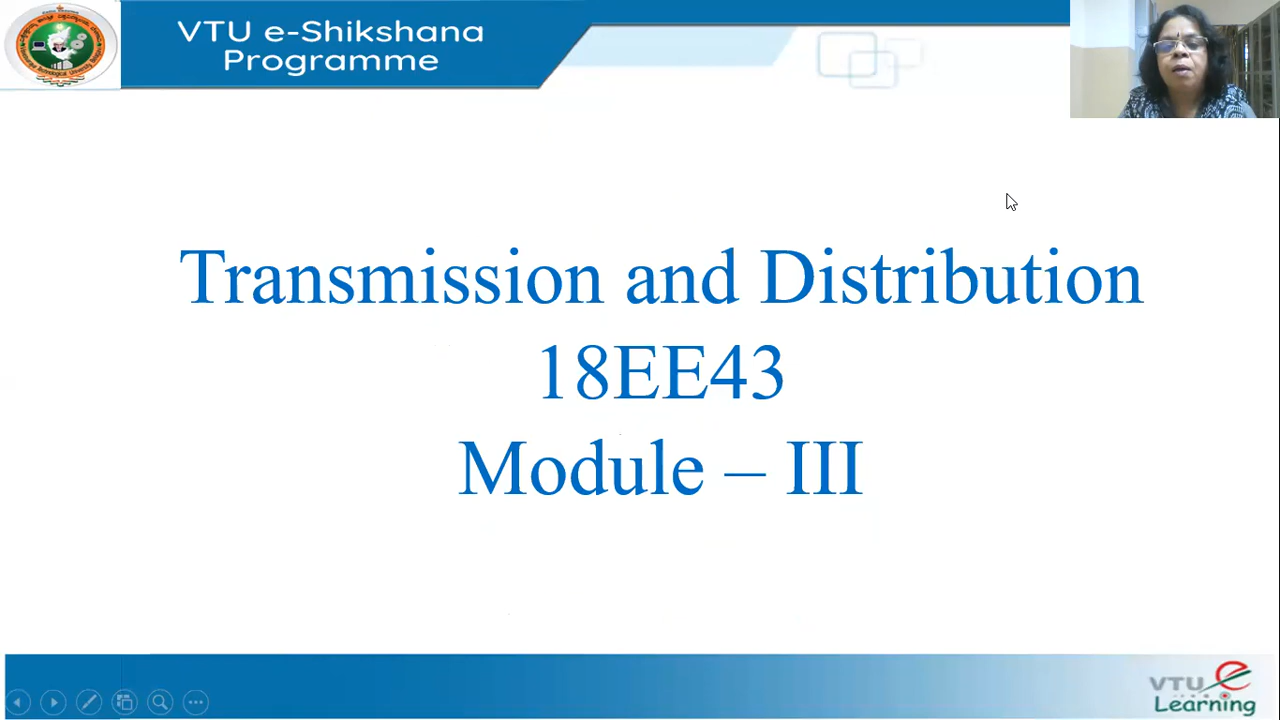 VTU e-Shikshana
Programme
Transmission and Distribution
18EE43
Module – III
VTU e
Learning